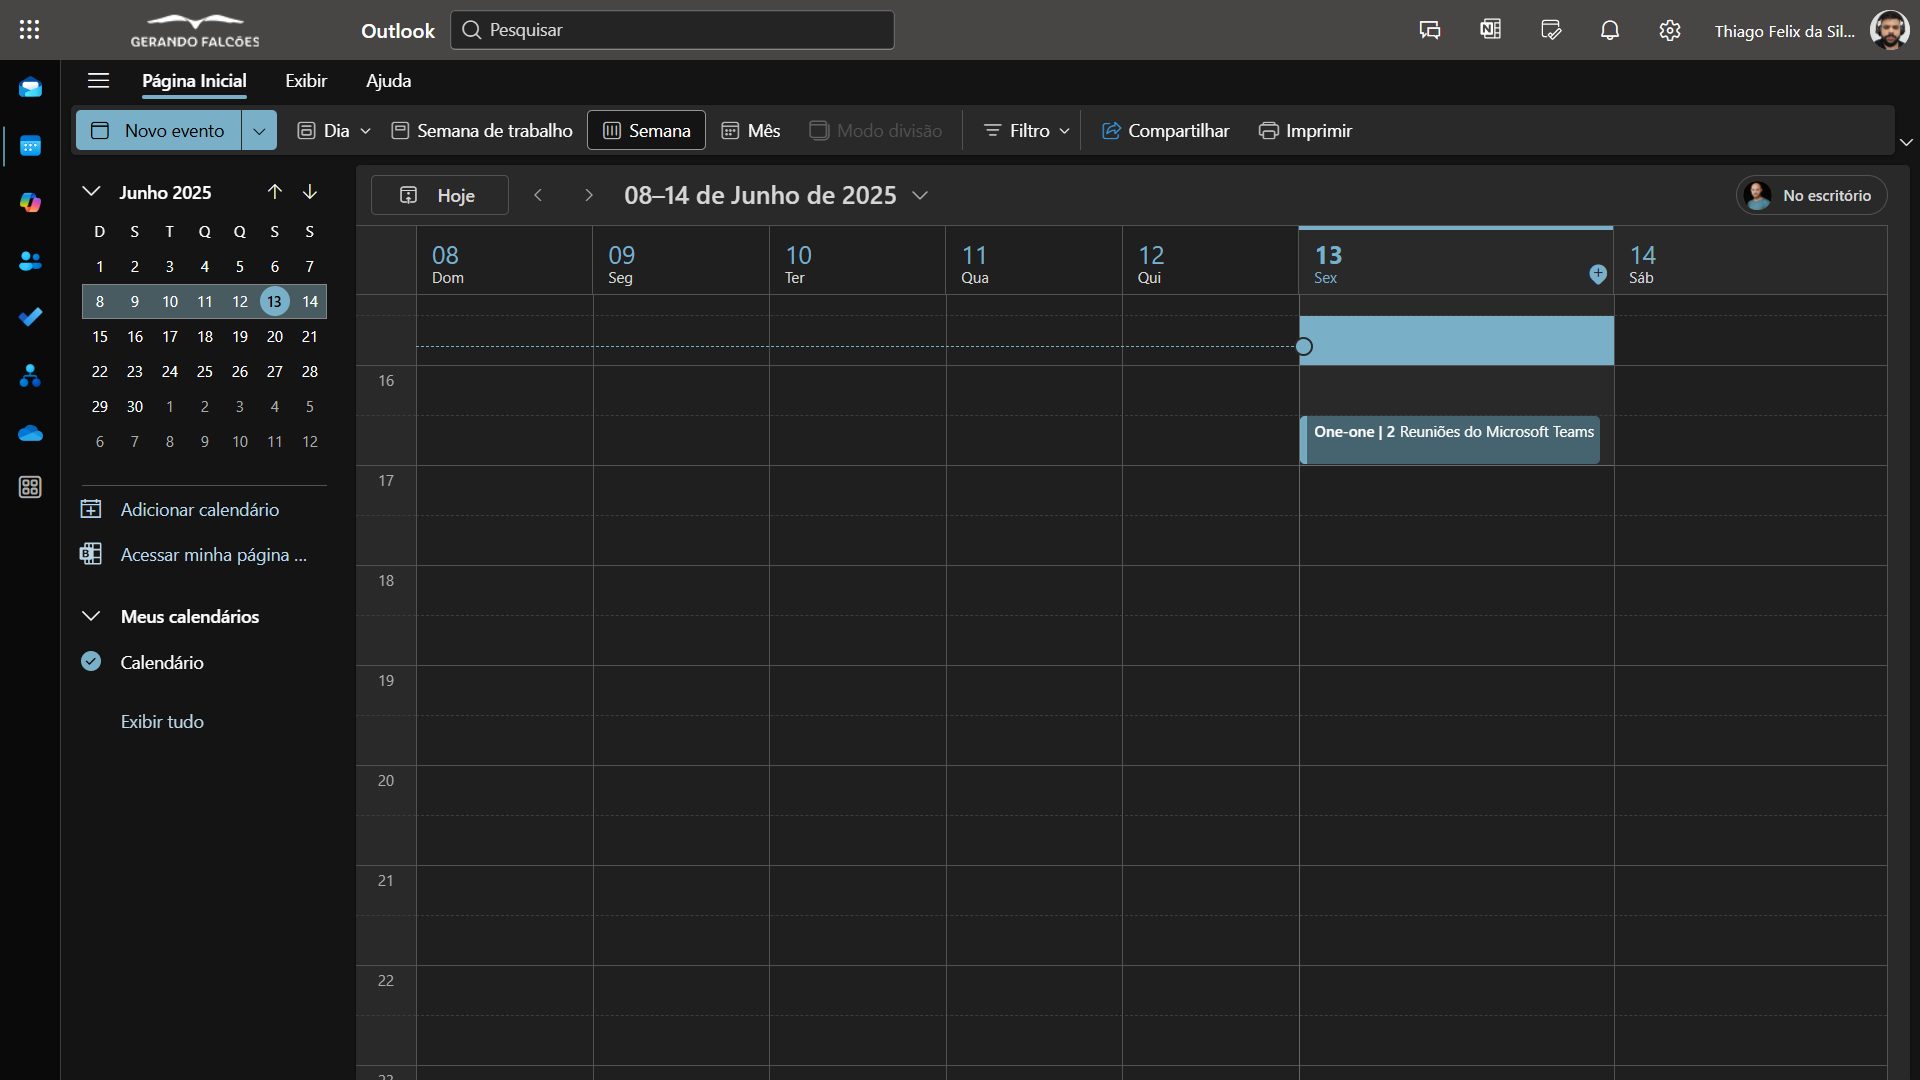 GERANDO FALCÕES
Outlook
Pesquisar
Thiago Felix da Sil...
Página Inicial
Exibir
Ajuda
Novo evento
Dia
Semana de trabalho
Semana
Mês
Modo divisão
Filtro
Compartilhar
Imprimir
Junho 2025
D S T Q Q S S
1 2 3 4 5 6 7
8 9 10 11 12 13 14
15 16 17 18 19 20 21
22 23 24 25 26 27 28
29 30 1 2 3 4 5
6 7 8 9 10 11 12
Adicionar calendário
Acessar minha página ...
Meus calendários
Calendário
Exibir tudo
Hoje
08–14 de Junho de 2025
No escritório
08 09 10 11 12 13 14
Dom Seg Ter Qua Qui Sex Sáb
16
One-one | 2 Reuniões do Microsoft Teams
17
18
19
20
21
22